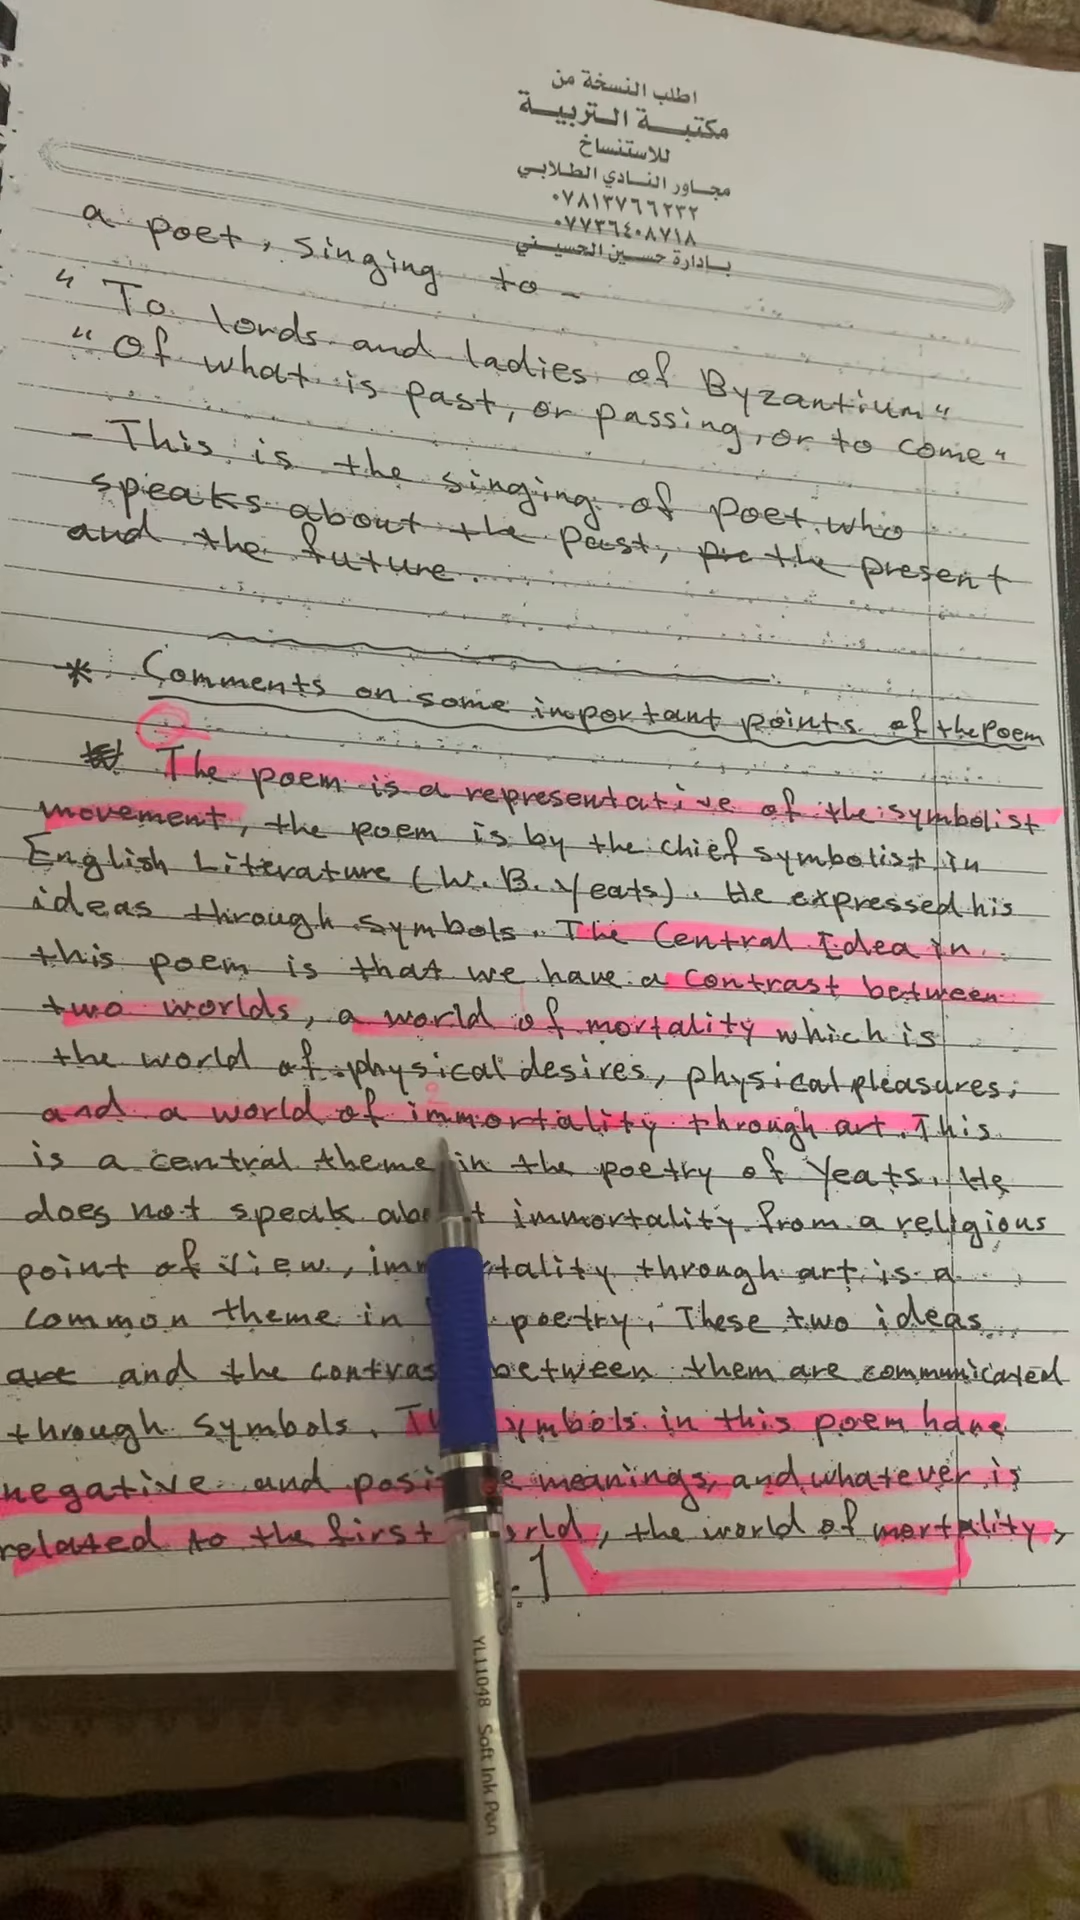 اطلب النسخة من
مكتبة التربية
للاستنساخ
مجاور النادي الطلابي
٠٧٨١٣٧٦٦٢٣٢
٠٧٧٣٦٤٠٨٧١٨
بادارة حسين الحسيني
a poet, singing to -
" To lords and ladies of Byzantium "
" Of what is past, or passing, or to come "
- This is the singing of Poet who
speaks about the past, the present
and the future.
* Comments on some important points of the Poem
The poem is a representative of the symbolist
movement, the poem is by the chief symbolist in
English Literature (W. B. Yeats). He expressed his
ideas through symbols. The Central Idea in
this poem is that we have a contrast between
two worlds, a world of mortality which is
the world of physical desires, physical pleasures,
and a world of immortality through art. This
is a central theme in the poetry of Yeats. He
does not speak ab t immortality from a religious
point of view, imm tality through art is a
common theme in poetry. These two ideas
are and the contras between them are communicated
through symbols. Th ymbols in this poem have
negative and posi e meanings, and whatever is
related to the first rld, the world of mortality,
YL11048 Soft Ink Pen